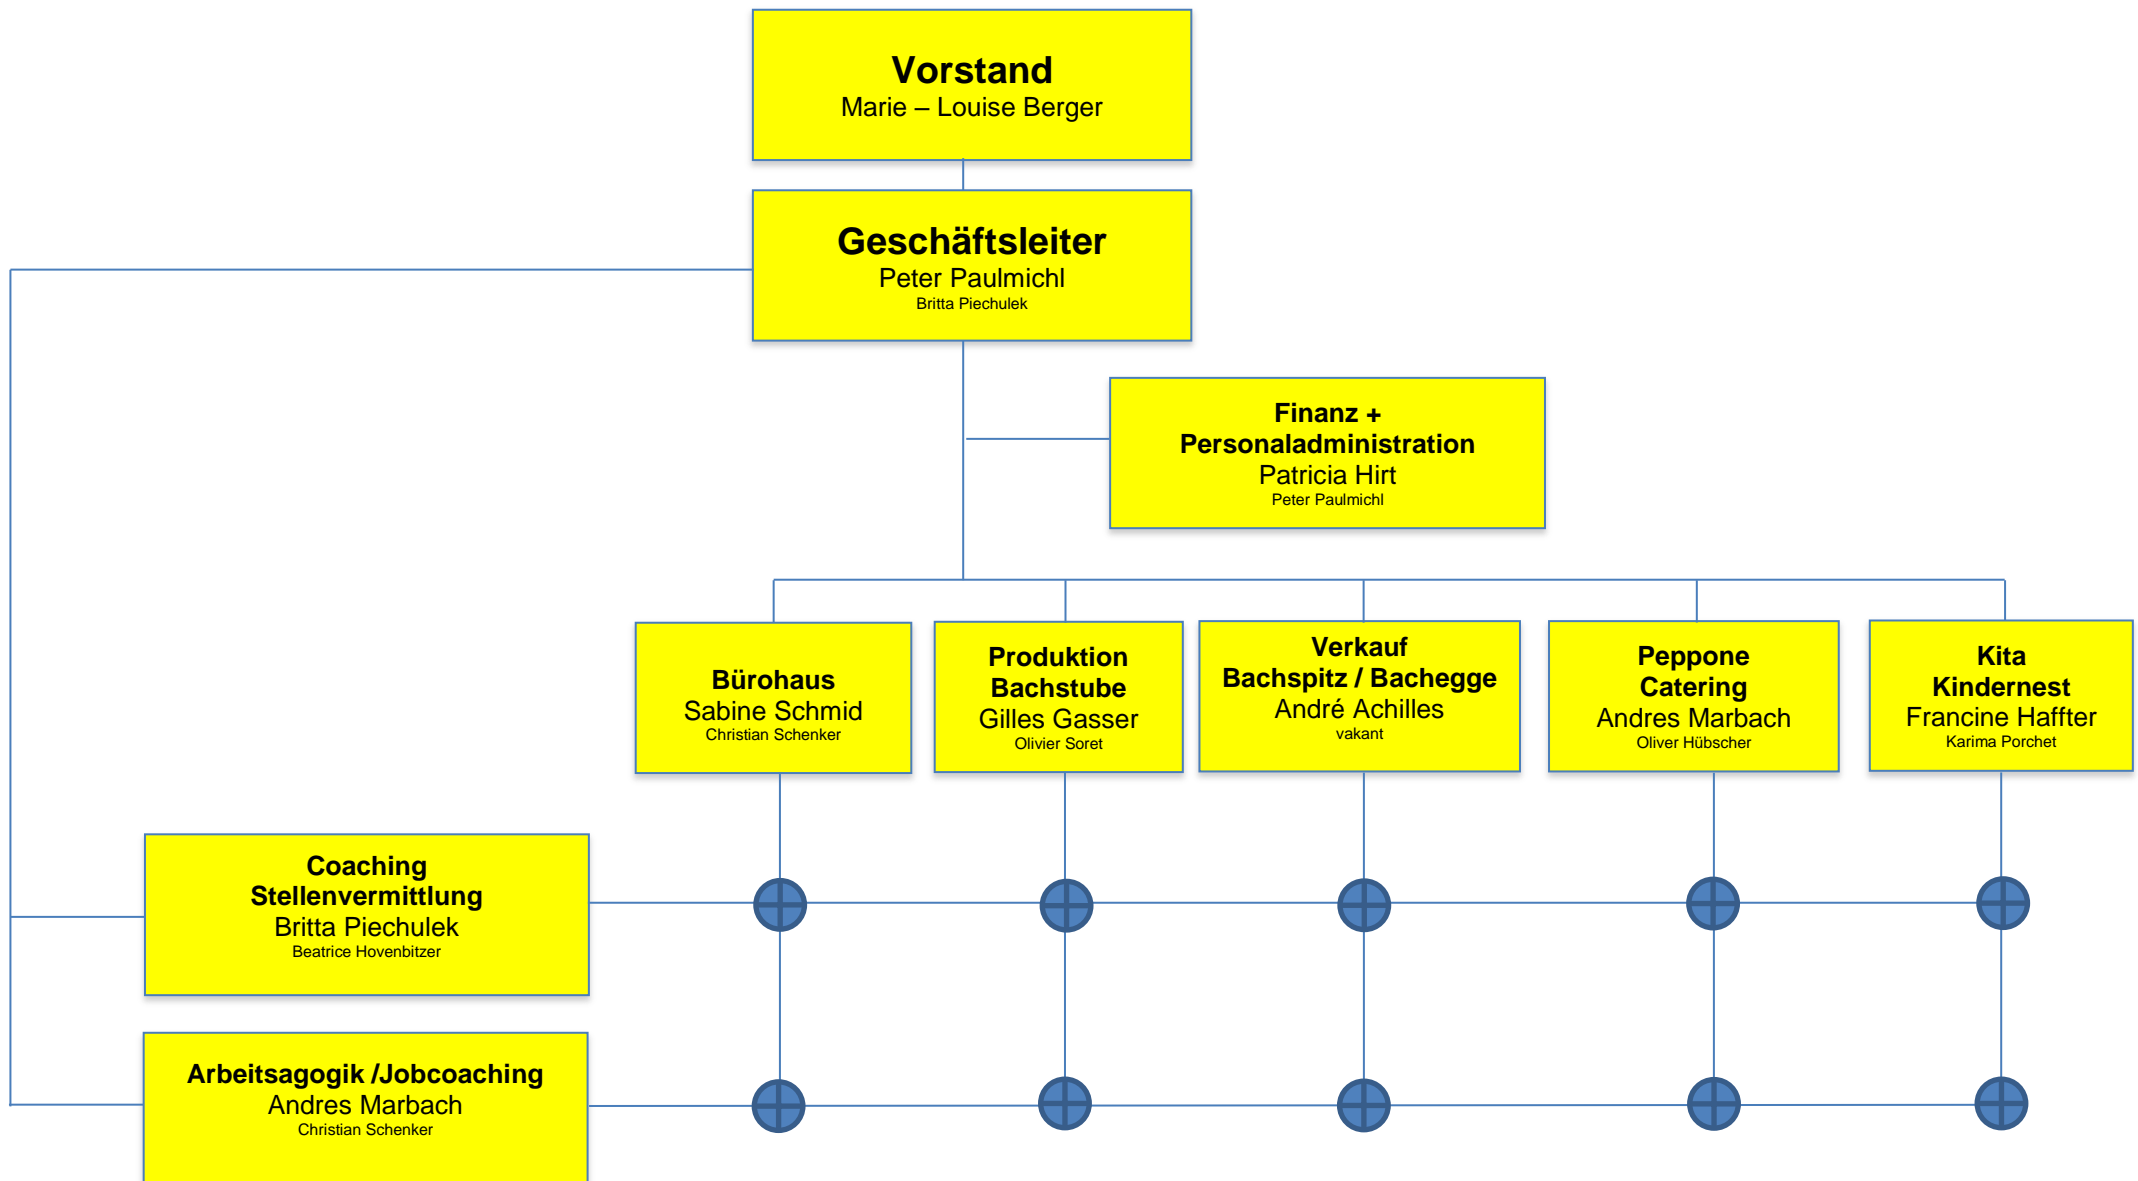 Vorstand
Marie – Louise Berger
Geschäftsleiter
Peter Paulmichl
Britta Piechulek
Finanz +
Personaladministration
Patricia Hirt
Peter Paulmichl
Bürohaus
Sabine Schmid
Christian Schenker
Produktion
Bachstube
Gilles Gasser
Olivier Soret
Verkauf
Bachspitz / Bachegge
André Achilles
vakant
Peppone
Catering
Andres Marbach
Oliver Hübscher
Kita
Kindernest
Francine Haffter
Karima Porchet
Coaching
Stellenvermittlung
Britta Piechulek
Beatrice Hovenbitzer
Arbeitsagogik /Jobcoaching
Andres Marbach
Christian Schenker